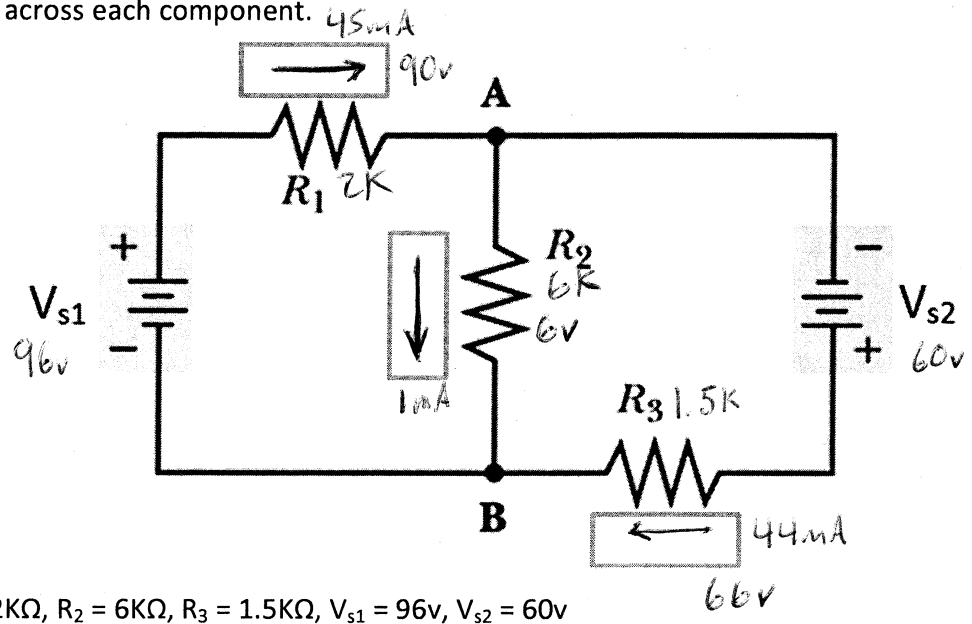 across each component.
45mA
90v
A
R1 2K
+
Vs1
96v
−
R2
6K
6v
1mA
−
Vs2
+
60v
R3 1.5K
B
44mA
66v
2KΩ, R2 = 6KΩ, R3 = 1.5KΩ, Vs1 = 96v, Vs2 = 60v